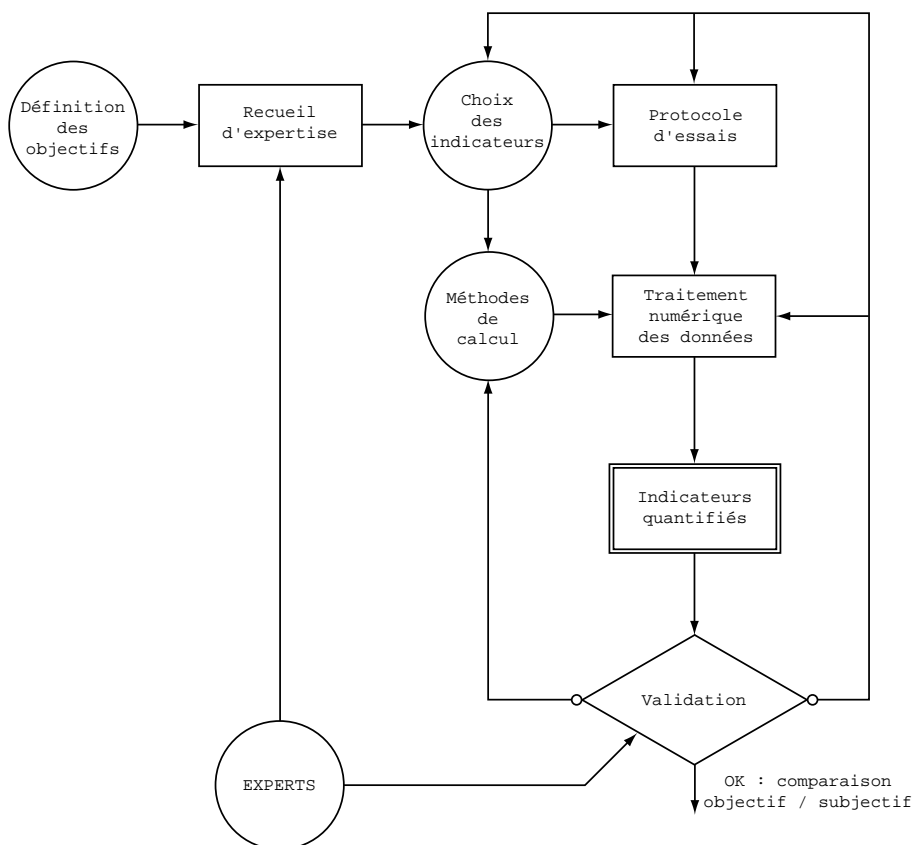 Définition
des
objectifs
Recueil
d'expertise
Choix
des
indicateurs
Protocole
d'essais
Méthodes
de
calcul
Traitement
numérique
des données
Indicateurs
quantifiés
Validation
EXPERTS
OK : comparaison
objectif / subjectif